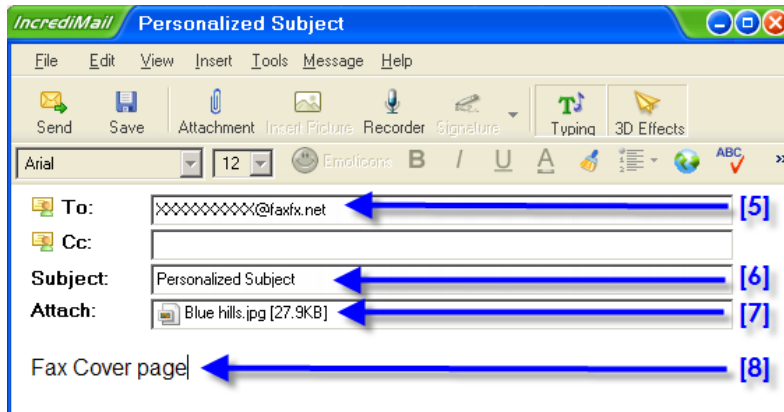 IncrediMail Personalized Subject
File Edit View Insert Tools Message Help
Send Save Attachment Insert Picture Recorder Signature Typing 3D Effects
Arial 12 Emoticons B I U A ABC »
To: XXXXXXXXXX@faxfx.net [5]
Cc:
Subject: Personalized Subject [6]
Attach: Blue hills.jpg [27.9KB] [7]
Fax Cover page [8]